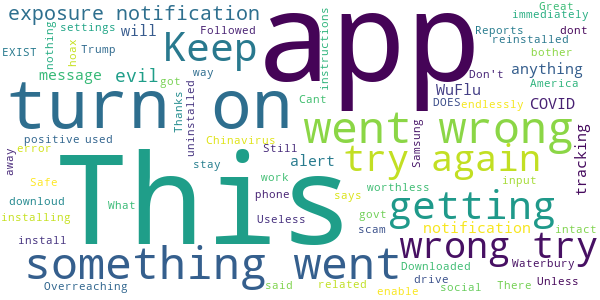 exposure notification
Followed
Great
immediately
settings
Trump
will
instructions
Reports
reinstalled
dont
EXIST
nothing
hoax
Keep
app
Don't
bother
message
evil
got
way
anything
America
turn on
Thanks
uninstalled
WuFlu
Cant
DOES
endlessly
COVID
positive
used
Chinavirus
went wrong
error
Still
away
This
stay
alert
try again
Samsung
tracking
Safe
work
worthless
input
downloud
What
phone
says
getting
intact
installing
Useless
govt
notification
install
scam
wrong try
something went
Downloaded
Waterbury
Unless
Overreaching
said
related
enable
drive
social
There